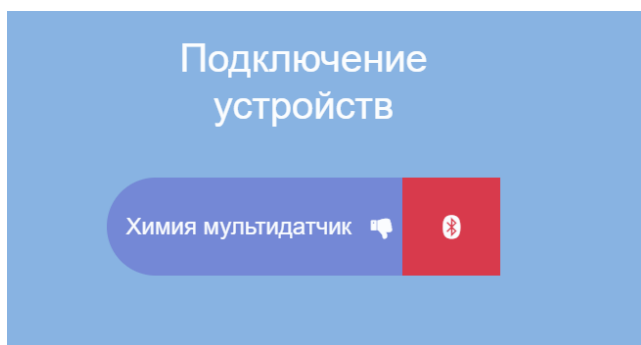 Подключение
устройств
Химия мультидатчик